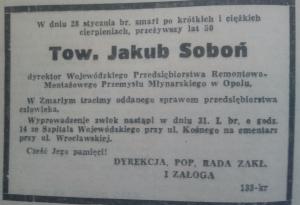 W dniu 28 stycznia br. zmarł po krótkich i ciężkich
cierpieniach, przeżywszy lat 50
Tow. Jakub Soboń
dyrektor Wojewódzkiego Przedsiębiorstwa Remontowo-
Montażowego Przemysłu Młynarskiego w Opolu.
W Zmarłym tracimy oddanego sprawom przedsiębiorstwa
człowieka.
Wyprowadzenie zwłok nastąpi w dniu 31. I. br. o godz.
14 ze Szpitala Wojewódzkiego przy ul. Kośnego na cmentarz
przy ul. Wrocławskiej.
Cześć Jego pamięci!
DYREKCJA, POP, RADA ZAKŁ.
I ZAŁOGA
133-kr